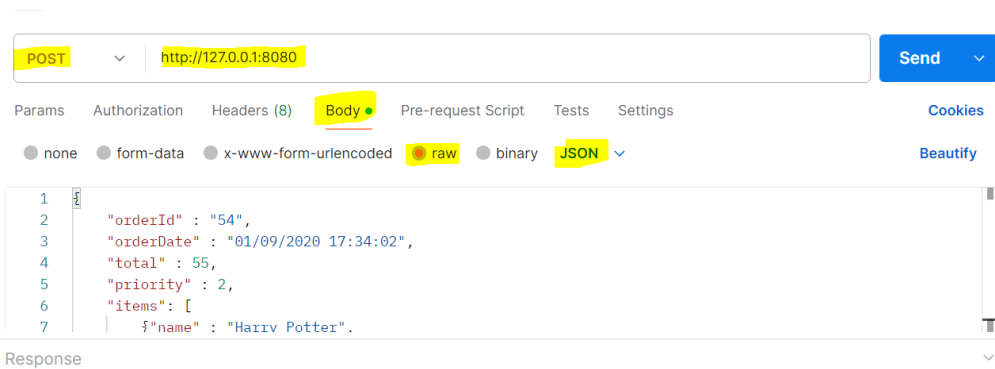 POST http://127.0.0.1:8080 Send
Params Authorization Headers (8) Body Pre-request Script Tests Settings Cookies
none form-data x-www-form-urlencoded raw binary JSON Beautify
1 {
2 "orderId" : "54",
3 "orderDate" : "01/09/2020 17:34:02",
4 "total" : 55,
5 "priority" : 2,
6 "items": [
7 {"name" : "Harry Potter",
Response